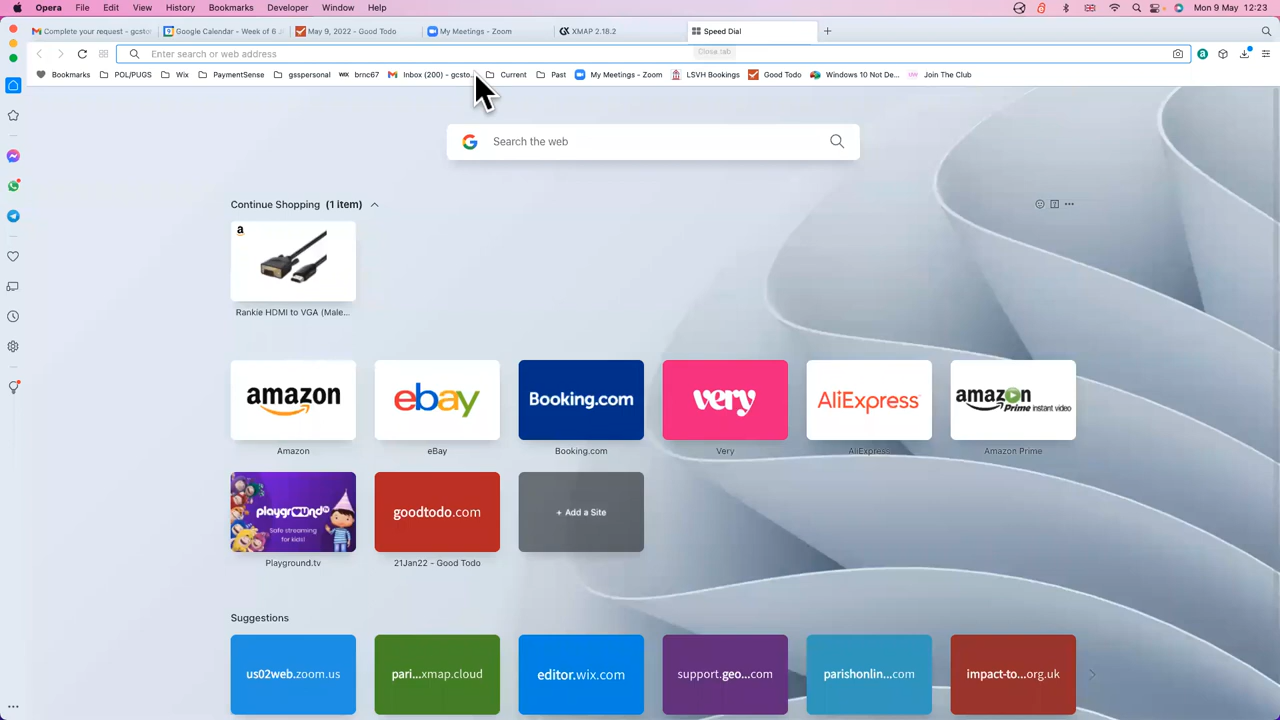 Opera File Edit View History Bookmarks Developer Window Help Mon 9 May 12:23
Complete your request - gcstor Google Calendar - Week of 6 J May 9, 2022 - Good Todo My Meetings - Zoom XMAP 2.18.2 Speed Dial
Enter search or web address Close tab
Bookmarks POL/PUGS Wix PaymentSense gsspersonal WIX brnc67 Inbox (200) - gcsto... Current Past My Meetings - Zoom LSVH Bookings Good Todo Windows 10 Not De... Join The Club
Search the web
Continue Shopping (1 item)
a
Rankie HDMI to VGA (Male...
amazon ebay Booking.com very AliExpress amazon Prime instant video
Amazon eBay Booking.com Very AliExpress Amazon Prime
playground tv
Safe streaming
for kids!
goodtodo.com + Add a Site
Playground.tv 21Jan22 - Good Todo
Suggestions
us02web.zoom.us pari...xmap.cloud editor.wix.com support.geo...com parishonlin...com impact-to...org.uk